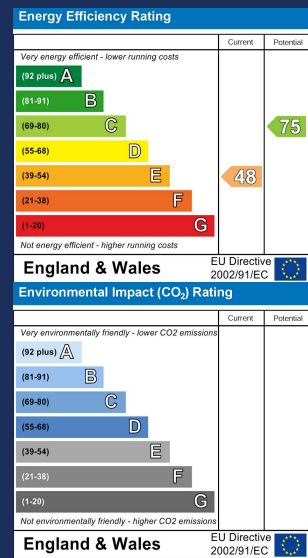 Energy Efficiency Rating
Current Potential
Very energy efficient - lower running costs
(92 plus) A
(81-91) B
(69-80) C
75
(55-68) D
(39-54) E
48
(21-38) F
(1-20) G
Not energy efficient - higher running costs
England & Wales
EU Directive
2002/91/EC
Environmental Impact (CO₂) Rating
Current Potential
Very environmentally friendly - lower CO2 emissions
(92 plus) A
(81-91) B
(69-80) C
(55-68) D
(39-54) E
(21-38) F
(1-20) G
Not environmentally friendly - higher CO2 emissions
England & Wales
EU Directive
2002/91/EC